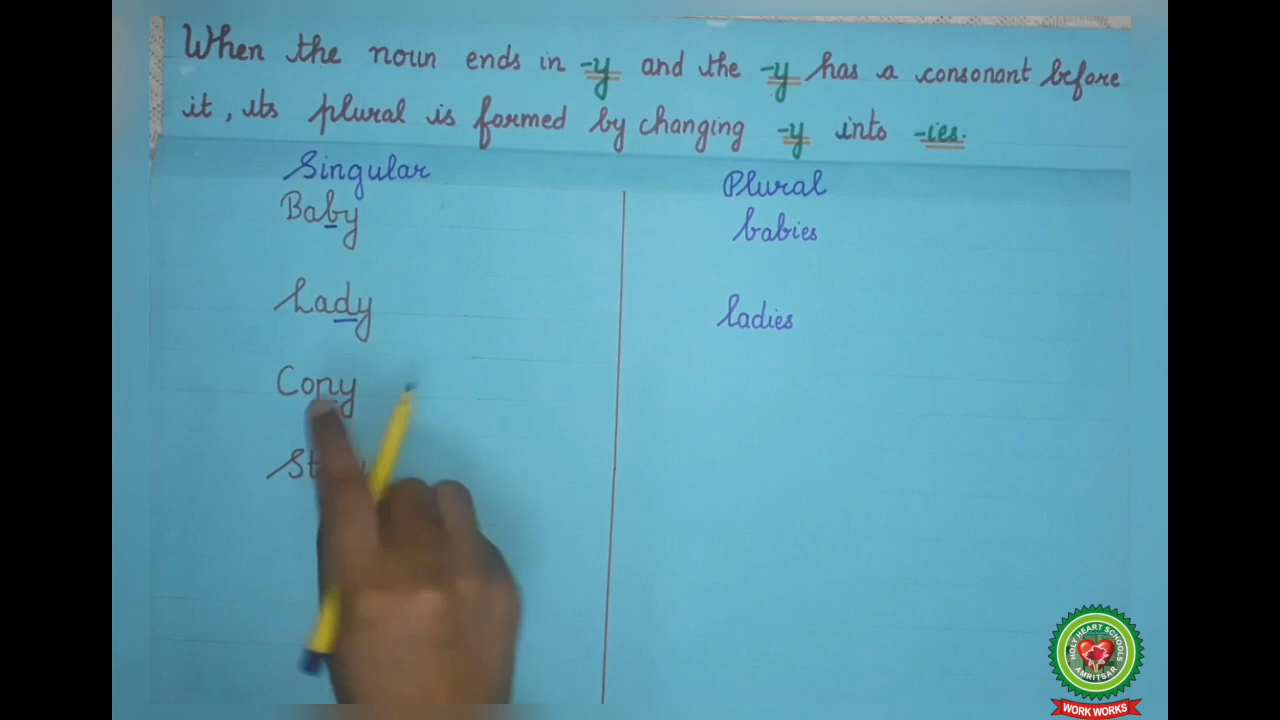 When the noun ends in -y and the -y has a consonant before
it, its plural is formed by changing -y into -ies.
Singular Plural
Baby babies
Lady ladies
Copy
HOLY HEART SCHOOLS
AMRITSAR
WORK WORKS